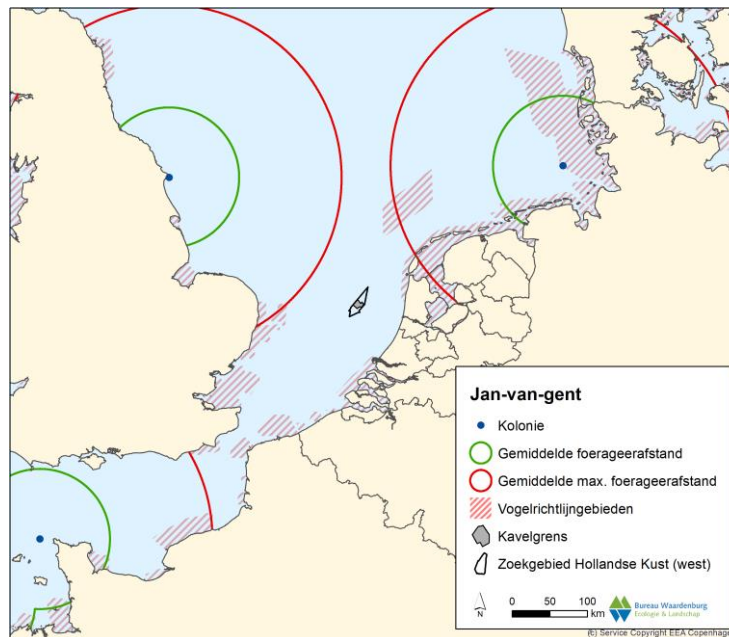 Jan-van-gent
Kolonie
Gemiddelde foerageerafstand
Gemiddelde max. foerageerafstand
Vogelrichtlijngebieden
Kavelgrens
Zoekgebied Hollandse Kust (west)
N
0 50 100
km
Bureau Waardenburg
Ecologie & Landschap
(c) Service Copyright EEA Copenhage